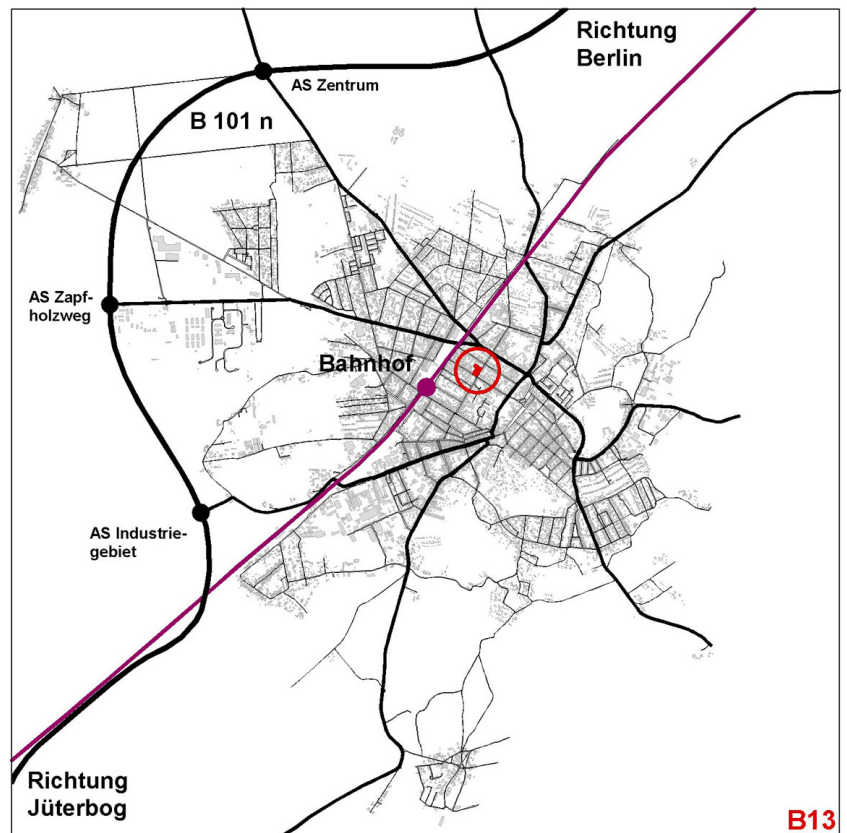 Richtung
Berlin
AS Zentrum
B 101 n
AS Zapf-
holzweg
Bahnhof
AS Industrie-
gebiet
Richtung
Jüterbog
B13